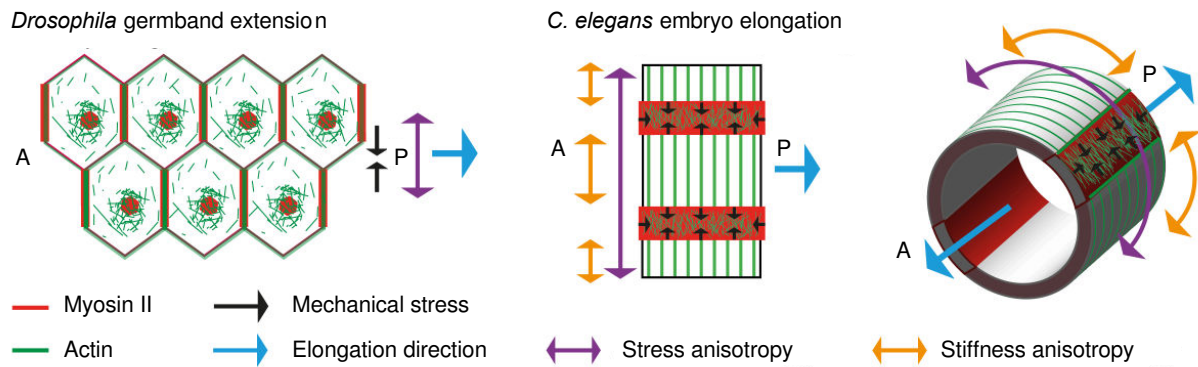 Drosophila germband extension
C. elegans embryo elongation
A
P
A
P
P
A
Myosin II
Mechanical stress
Actin
Elongation direction
Stress anisotropy
Stiffness anisotropy